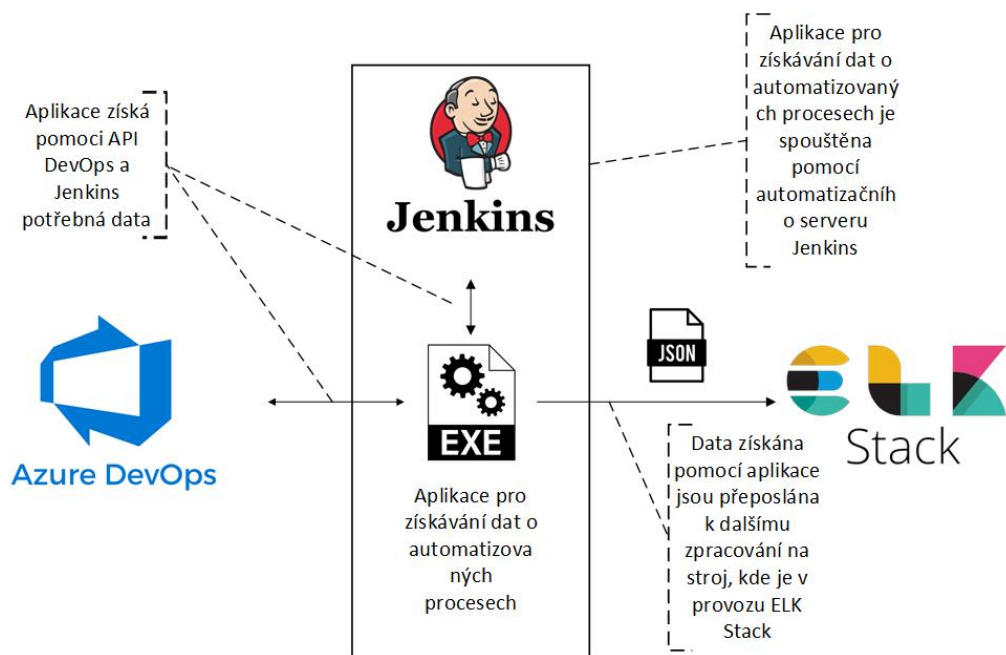 Aplikace získá
pomoci API
DevOps a
Jenkins
potřebná data
Jenkins
Aplikace pro
získávání dat o
automatizovaný
ch procesech je
spouštěna
pomocí
automatizačníh
o serveru
Jenkins
Azure DevOps
EXE
Aplikace pro
získávání dat o
automatizova
ných
procesech
JSON
ELK
Stack
Data získána
pomocí aplikace
jsou přeposlána
k dalšímu
zpracování na
stroj, kde je v
provozu ELK
Stack